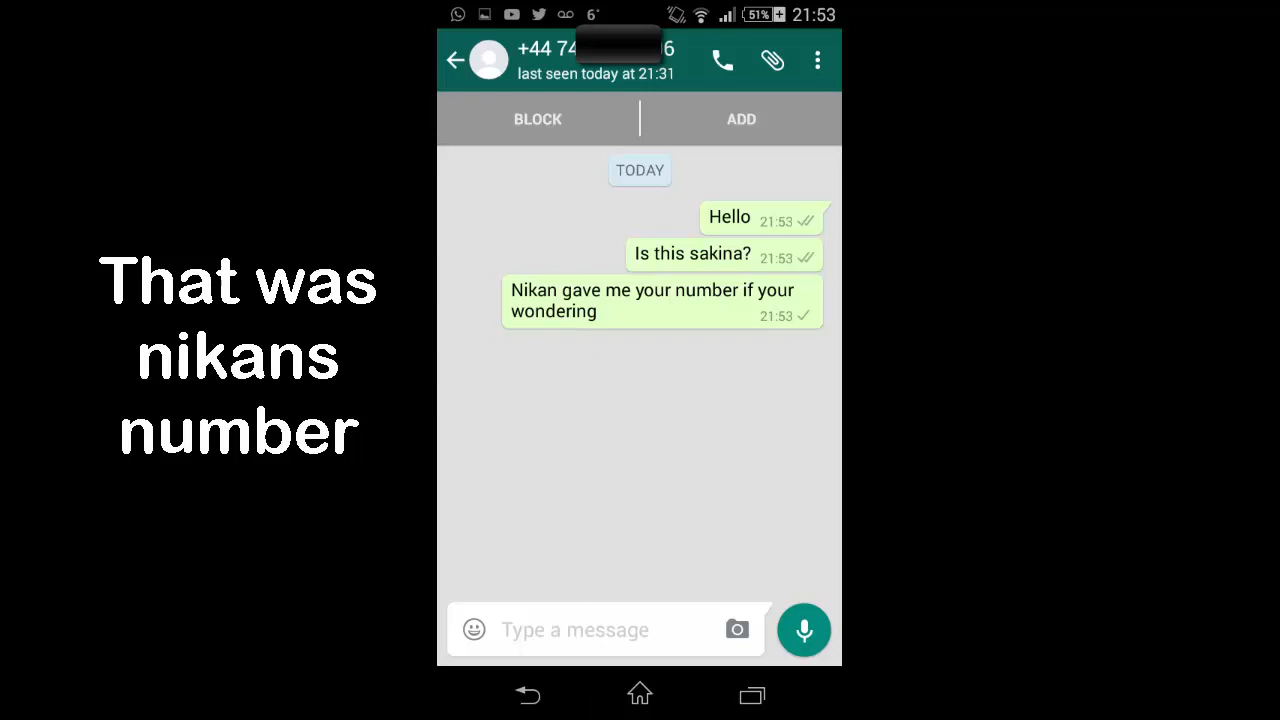 6° 51% 21:53
+44 74 6
last seen today at 21:31
BLOCK ADD
TODAY
Hello 21:53
Is this sakina? 21:53
Nikan gave me your number if your
wondering 21:53
That was
nikans
number
Type a message